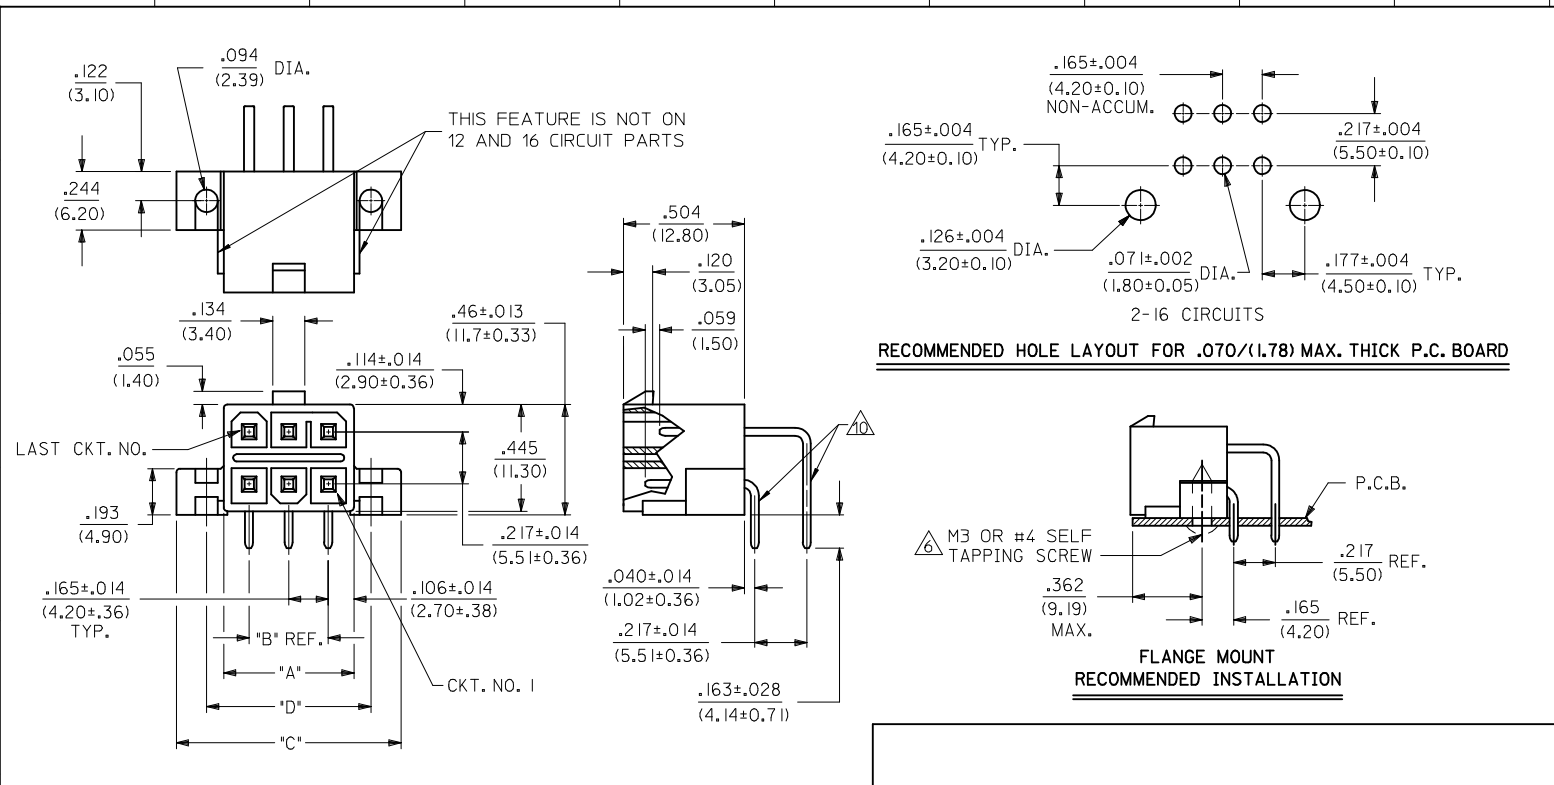 .094
(2.39) DIA.
.122
(3.10)
THIS FEATURE IS NOT ON
12 AND 16 CIRCUIT PARTS
.244
(6.20)
.134
(3.40)
.055
(1.40)
.46±.013
(11.7±0.33)
.114±.014
(2.90±0.36)
LAST CKT. NO.
.445
(11.30)
.193
(4.90)
.217±.014
(5.51±0.36)
.165±.014
(4.20±.36)
TYP.
.106±.014
(2.70±.38)
"B" REF.
"A"
CKT. NO. 1
"D"
"C"
.504
(12.80)
.120
(3.05)
.059
(1.50)
10
.040±.014
(1.02±0.36)
.217±.014
(5.51±0.36)
.163±.028
(4.14±0.71)
.165±.004
(4.20±0.10)
NON-ACCUM.
.165±.004
(4.20±0.10) TYP.
.217±.004
(5.50±0.10)
.126±.004
(3.20±0.10) DIA.
.071±.002
(1.80±0.05) DIA.
.177±.004
(4.50±0.10) TYP.
2-16 CIRCUITS
RECOMMENDED HOLE LAYOUT FOR .070/(1.78) MAX. THICK P.C. BOARD
P.C.B.
6 M3 OR #4 SELF
TAPPING SCREW
.217
(5.50) REF.
.362
(9.19)
MAX.
.165
(4.20) REF.
FLANGE MOUNT
RECOMMENDED INSTALLATION